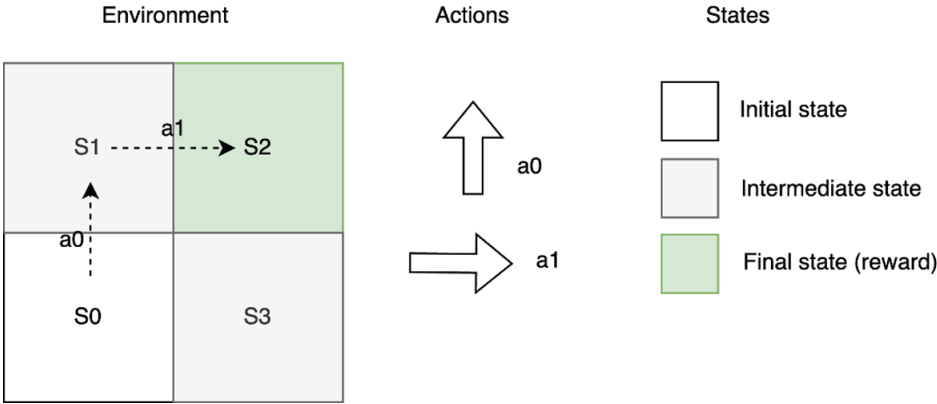 Environment
Actions
States
S1
a1
S2
a0
S0
S3
a0
a1
Initial state
Intermediate state
Final state (reward)